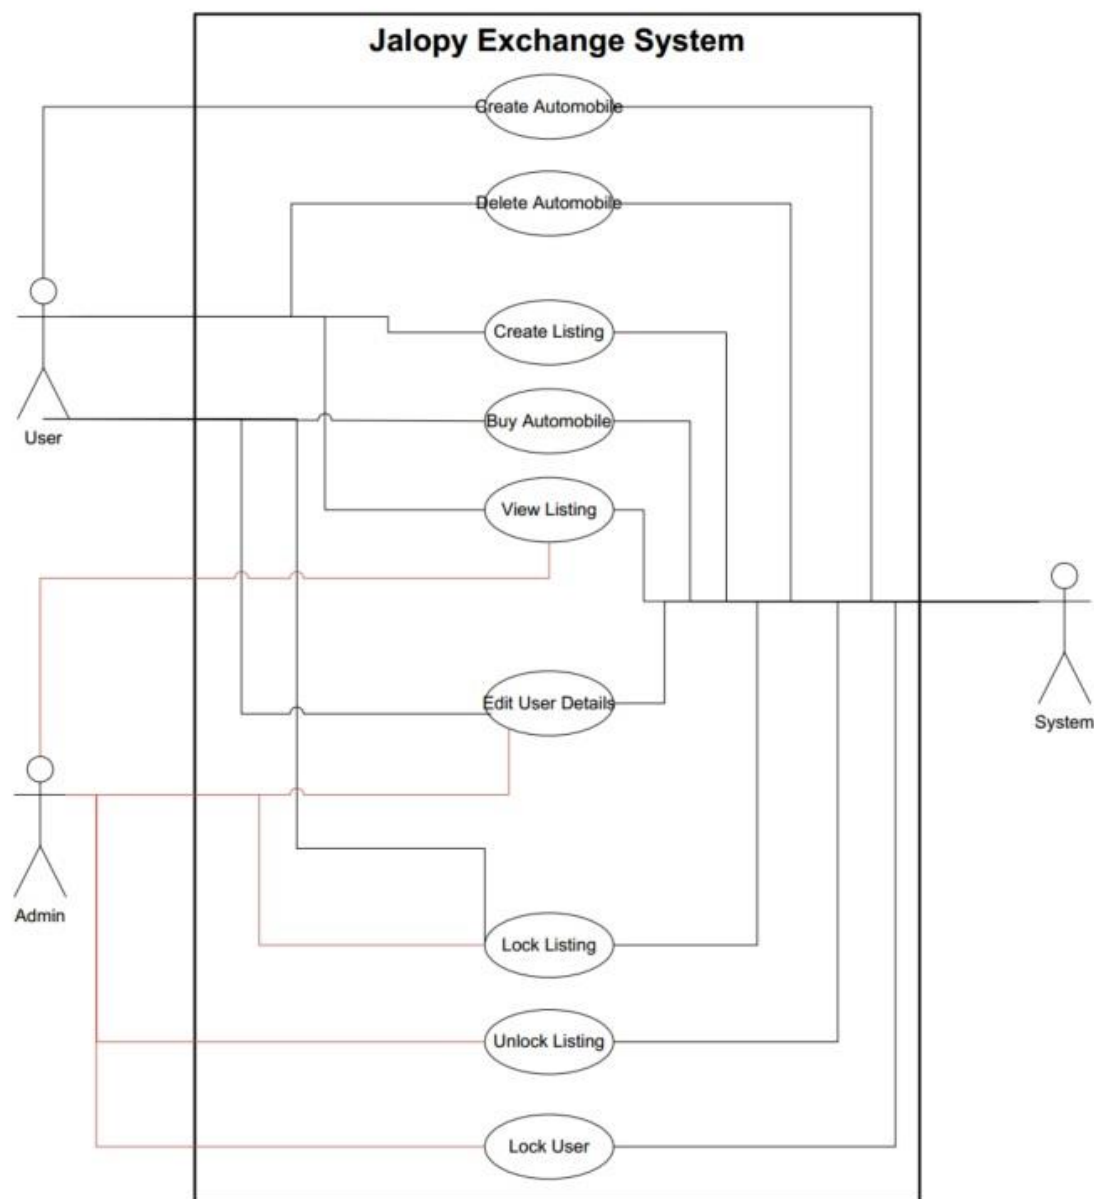 Jalopy Exchange System
Create Automobile
Delete Automobile
Create Listing
Buy Automobile
User
View Listing
Edit User Details
System
Admin
Lock Listing
Unlock Listing
Lock User